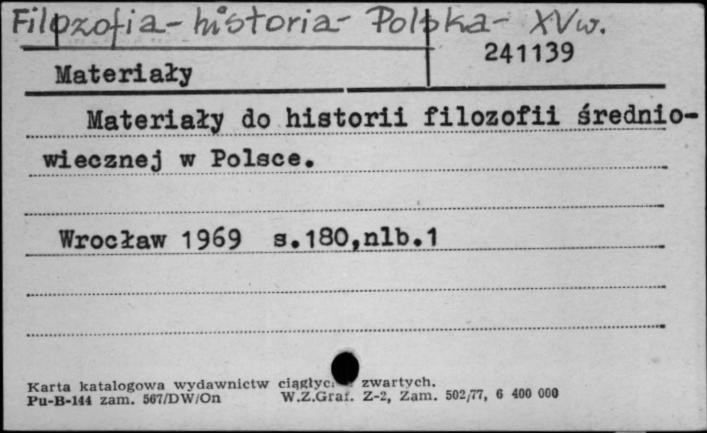 Filozofia - historia - Polska - XV w.
241139
Materiały
Materiały do historii filozofii średnio-
wiecznej w Polsce.
Wrocław 1969 s.180,nlb.1
Karta katalogowa wydawnictw zwartych.
Pu-B-144 zam. 567/DW/On W.Z.Graf. Z-2, Zam. 502/77, 6 400 000